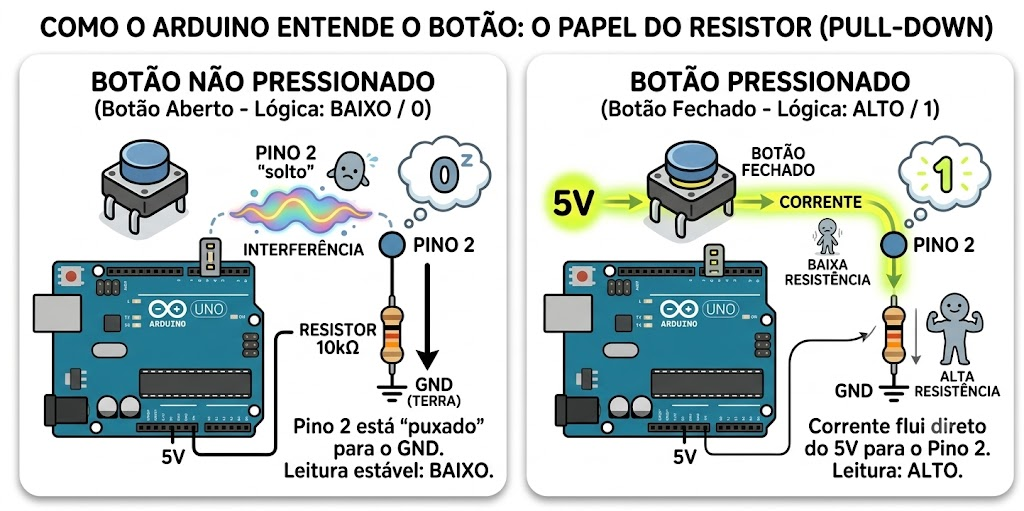 COMO O ARDUINO ENTENDE O BOTÃO: O PAPEL DO RESISTOR (PULL-DOWN)
BOTÃO NÃO PRESSIONADO
(Botão Aberto - Lógica: BAIXO / 0)
PINO 2
"solto"
0
z
INTERFERÊNCIA
PINO 2
UNO
ARDUINO
RESISTOR
10kΩ
GND
(TERRA)
5V
Pino 2 está "puxado"
para o GND.
Leitura estável: BAIXO.
BOTÃO PRESSIONADO
(Botão Fechado - Lógica: ALTO / 1)
BOTÃO
FECHADO
1
5V
CORRENTE
PINO 2
BAIXA
RESISTÊNCIA
UNO
ARDUINO
GND
ALTA
RESISTÊNCIA
5V
Corrente flui direto
do 5V para o Pino 2.
Leitura: ALTO.